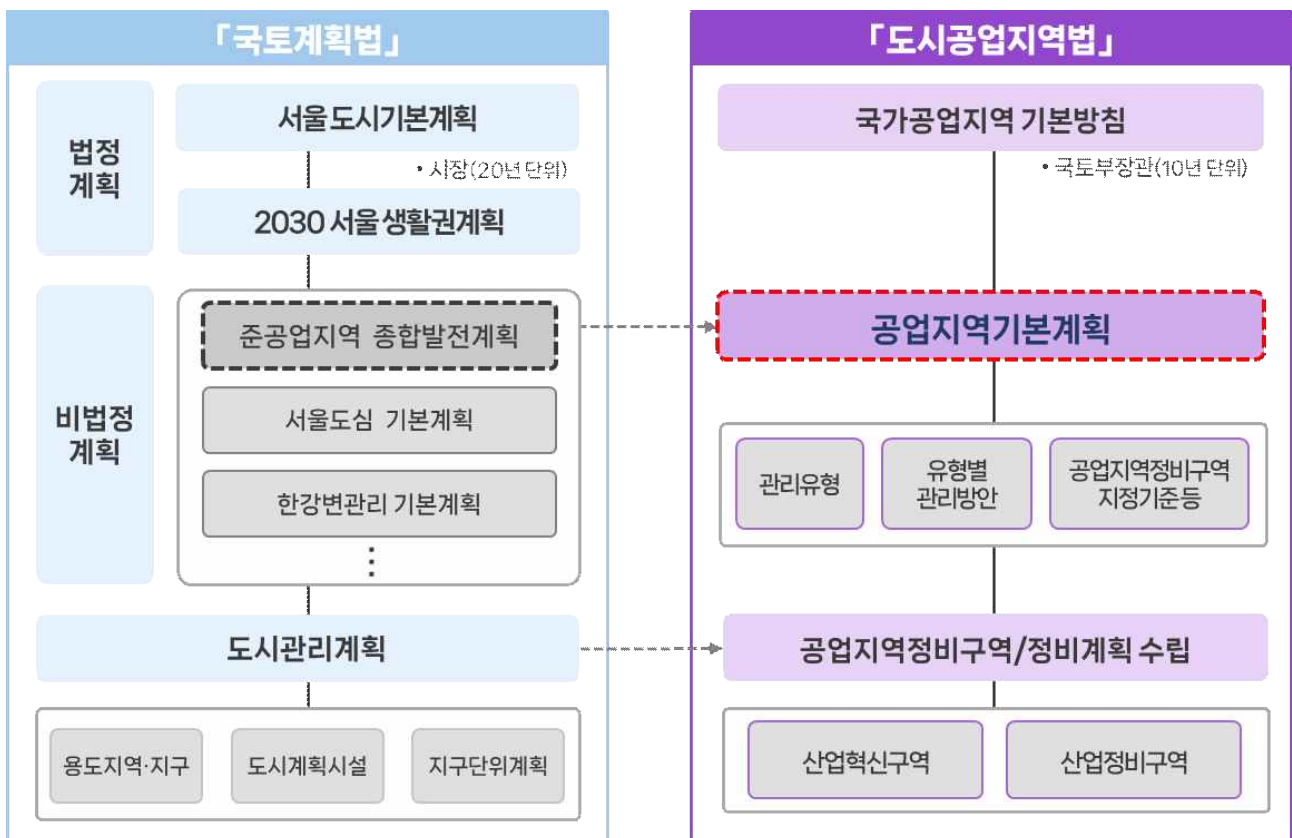 「국토계획법」
법정
계획
서울 도시기본계획
• 시장(20년 단위)
2030 서울 생활권계획
비법정
계획
준공업지역 종합발전계획
서울도심 기본계획
한강변관리 기본계획
⋮
도시관리계획
용도지역·지구
도시계획시설
지구단위계획
「도시공업지역법」
국가공업지역 기본방침
• 국토부장관(10년 단위)
공업지역기본계획
관리유형
유형별
관리방안
공업지역정비구역
지정기준 등
공업지역정비구역/정비계획 수립
산업혁신구역
산업정비구역